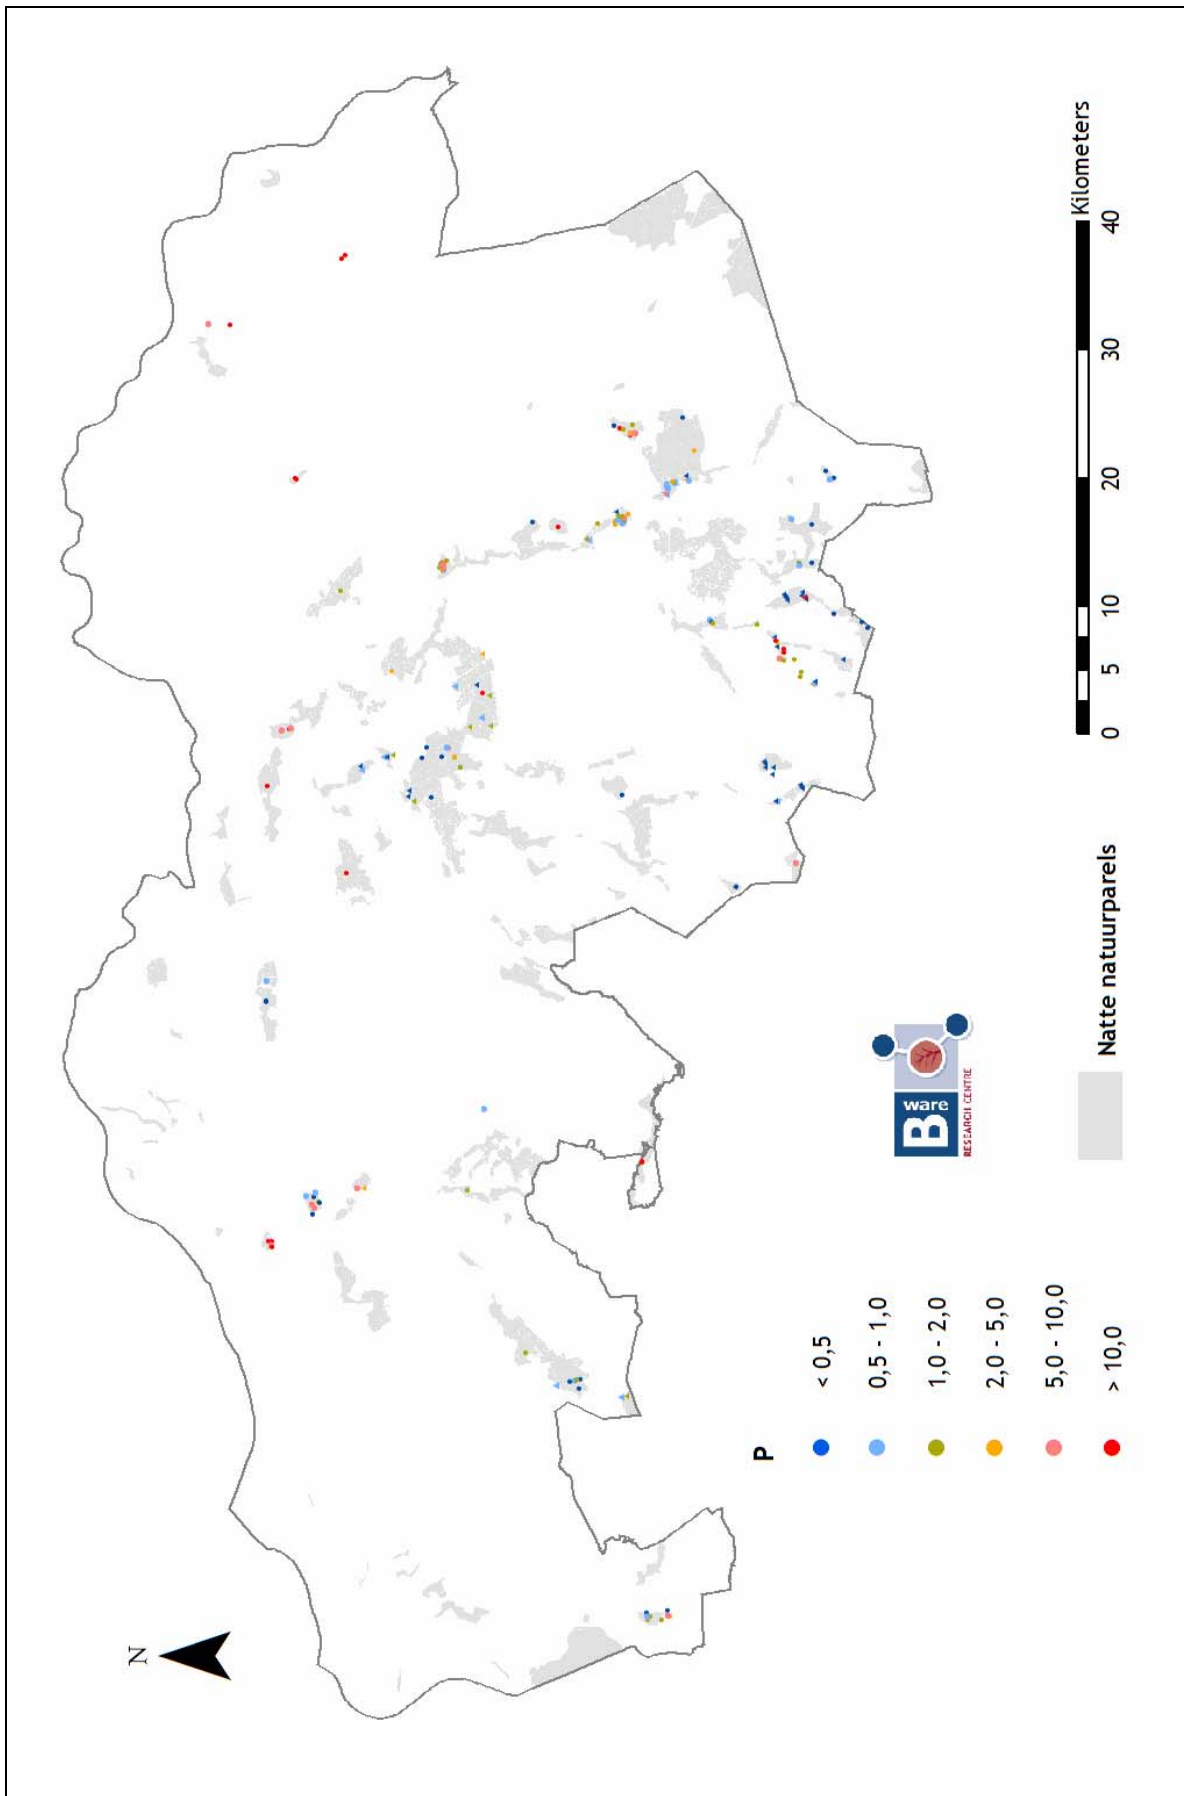 N
P
< 0,5
0,5 - 1,0
1,0 - 2,0
2,0 - 5,0
5,0 - 10,0
> 10,0
B ware
RESEARCH CENTRE
Natte natuurparels
0 5 10 20 30 40
Kilometers